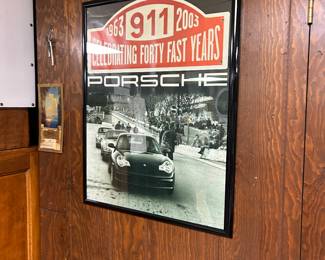 1963 911 2003
CELEBRATING FORTY FAST YEARS
PORSCHE